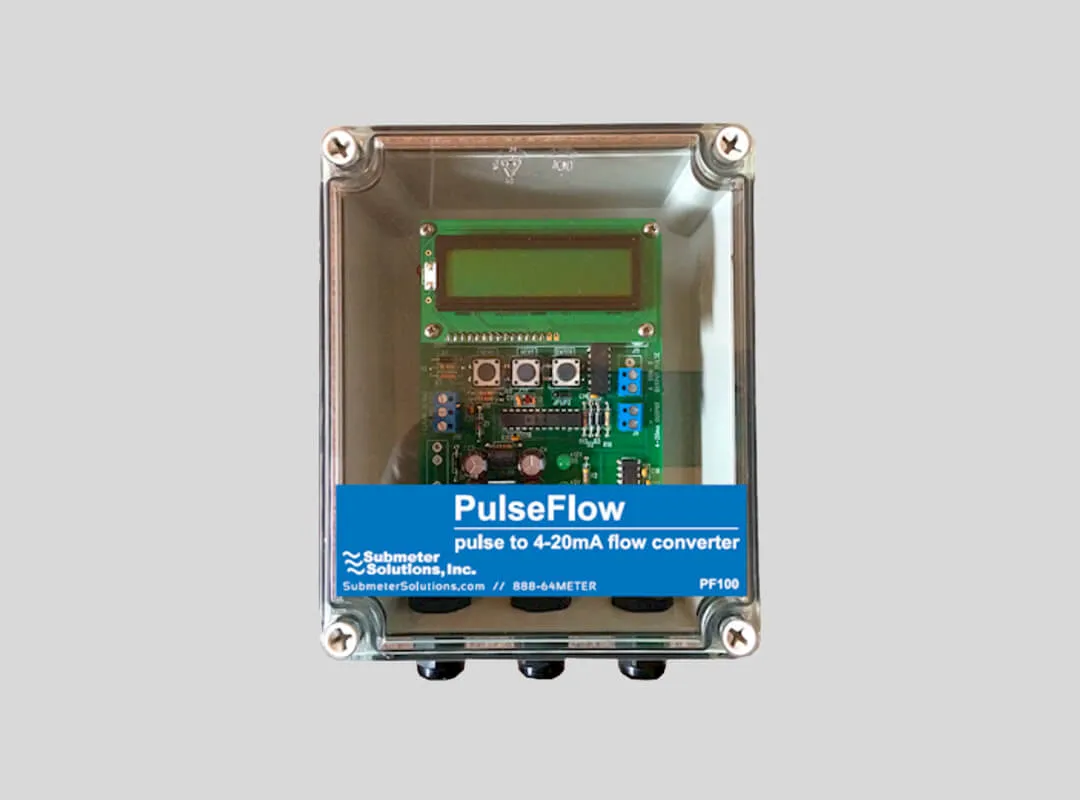 PulseFlow
pulse to 4-20mA flow converter
Submeter
Solutions, Inc.
SubmeterSolutions.com // 888-64METER
PF100